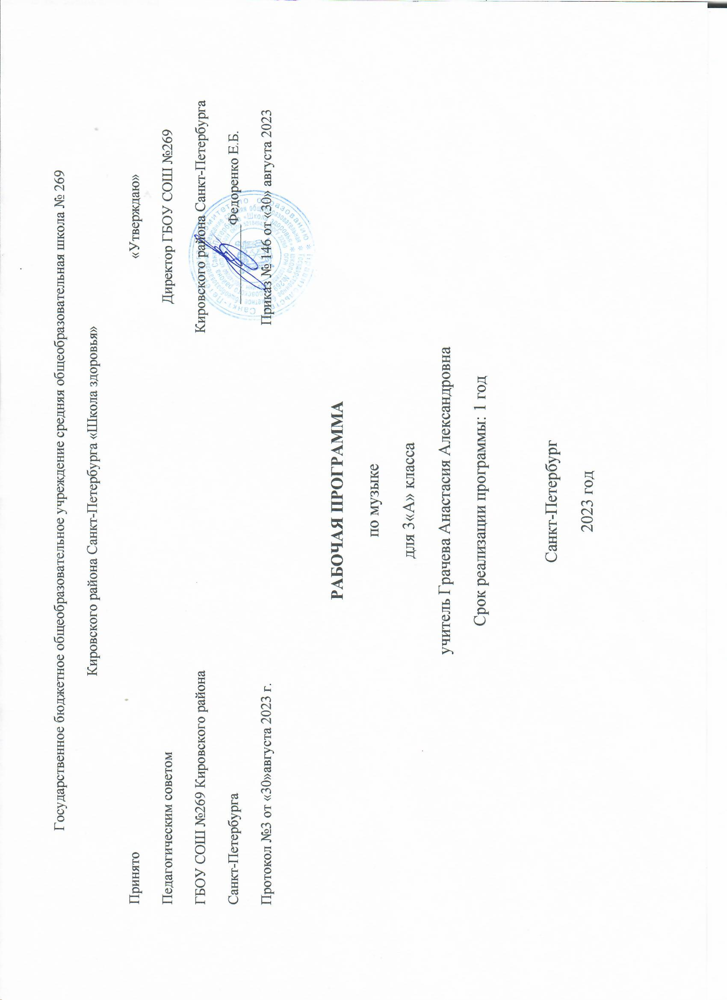 Государственное бюджетное общеобразовательное учреждение средняя общеобразовательная школа № 269
Кировского района Санкт-Петербурга «Школа здоровья»
Принято
Педагогическим советом
ГБОУ СОШ №269 Кировского района
Санкт-Петербурга
Протокол №3 от «30»августа 2023 г.
«Утверждаю»
Директор ГБОУ СОШ №269
Кировского района Санкт-Петербурга
Федоренко Е.Б.
Приказ № 146 от «30» августа 2023
РАБОЧАЯ ПРОГРАММА
по музыке
для 3«А» класса
учитель Грачева Анастасия Александровна
Срок реализации программы: 1 год
Санкт-Петербург
2023 год